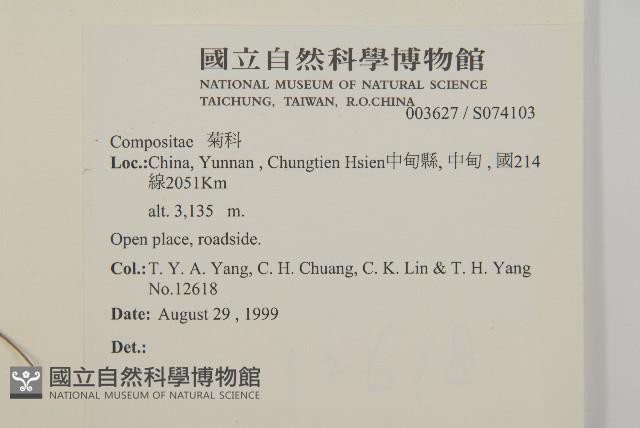 國立自然科學博物館
NATIONAL MUSEUM OF NATURAL SCIENCE
TAICHUNG, TAIWAN, R.O.CHINA
003627 / S074103
Compositae 菊科
Loc.:China, Yunnan , Chungtien Hsien中甸縣, 中甸 , 國214
線2051Km
alt. 3,135 m.
Open place, roadside.
Col.: T. Y. A. Yang, C. H. Chuang, C. K. Lin & T. H. Yang
No.12618
Date: August 29 , 1999
Det.:
12618
國立自然科學博物館
NATIONAL MUSEUM OF NATURAL SCIENCE